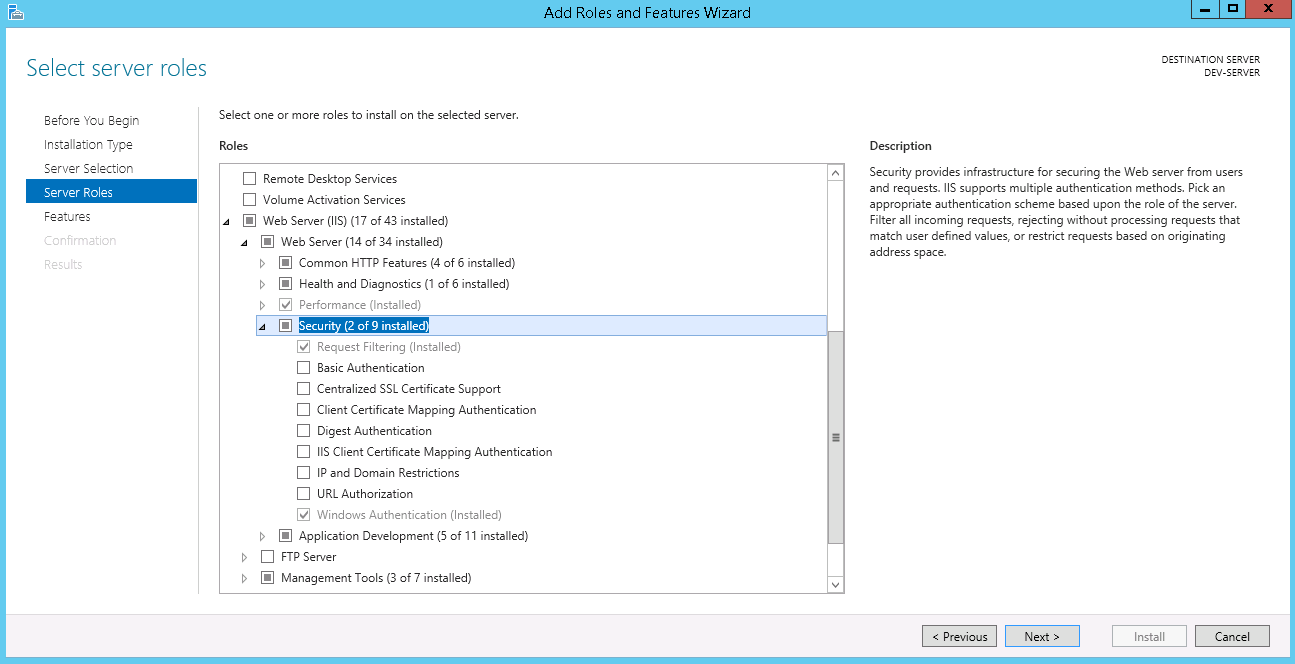 Add Roles and Features Wizard
Select server roles
DESTINATION SERVER
DEV-SERVER
Before You Begin
Installation Type
Server Selection
Server Roles
Features
Confirmation
Results
Select one or more roles to install on the selected server.
Roles
Remote Desktop Services
Volume Activation Services
Web Server (IIS) (17 of 43 installed)
Web Server (14 of 34 installed)
Common HTTP Features (4 of 6 installed)
Health and Diagnostics (1 of 6 installed)
Performance (Installed)
Security (2 of 9 installed)
Request Filtering (Installed)
Basic Authentication
Centralized SSL Certificate Support
Client Certificate Mapping Authentication
Digest Authentication
IIS Client Certificate Mapping Authentication
IP and Domain Restrictions
URL Authorization
Windows Authentication (Installed)
Application Development (5 of 11 installed)
FTP Server
Management Tools (3 of 7 installed)
Description
Security provides infrastructure for securing the Web server from users
and requests. IIS supports multiple authentication methods. Pick an
appropriate authentication scheme based upon the role of the server.
Filter all incoming requests, rejecting without processing requests that
match user defined values, or restrict requests based on originating
address space.
< Previous
Next >
Install
Cancel